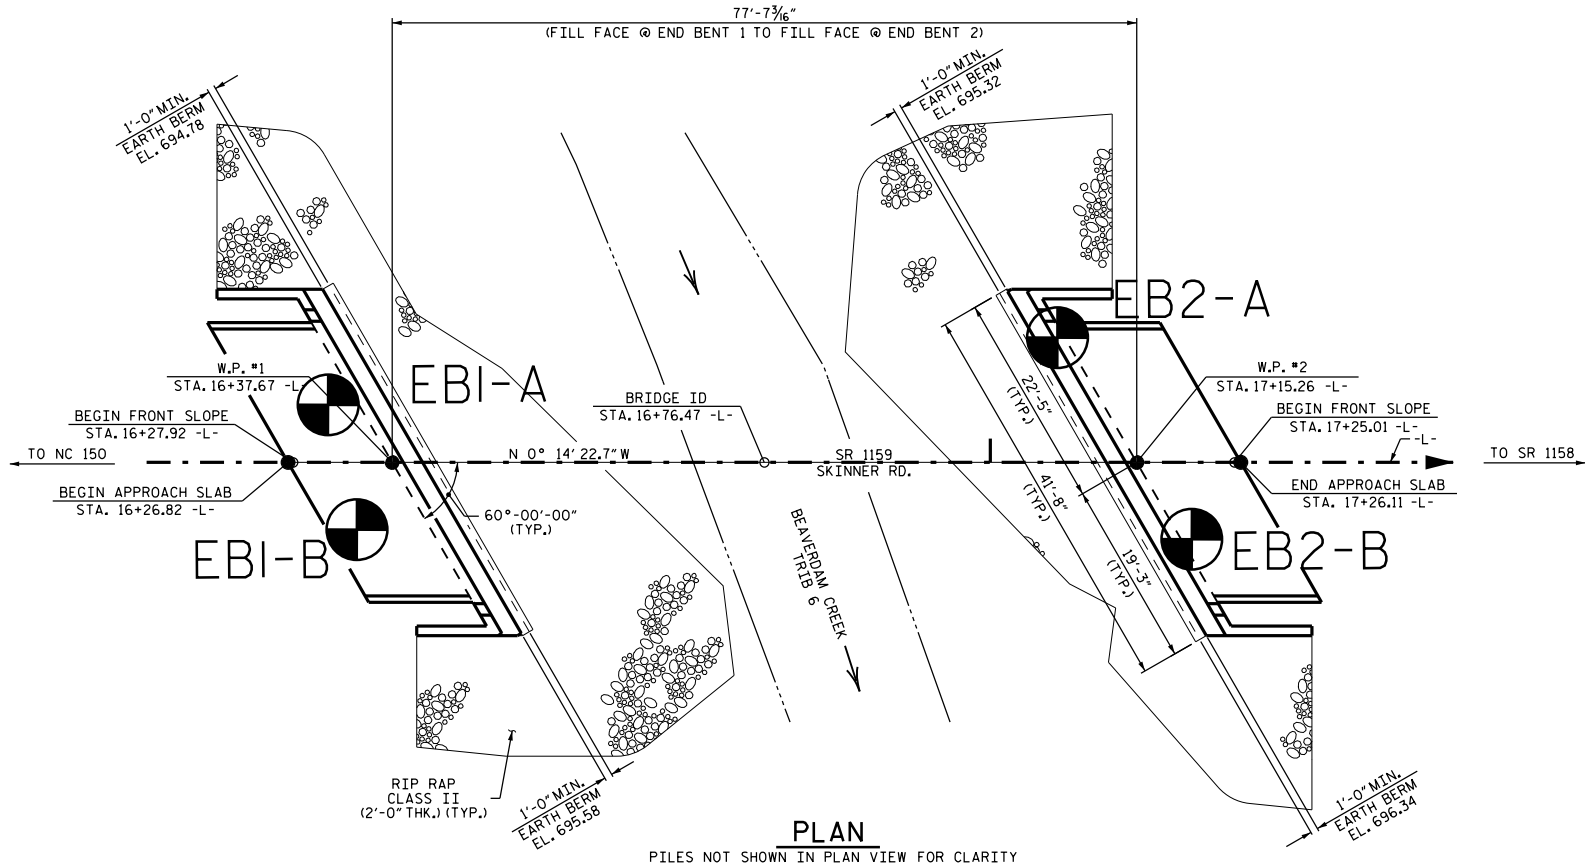 77'-7 3/16"
(FILL FACE @ END BENT 1 TO FILL FACE @ END BENT 2)
1'-0" MIN.
EARTH BERM
EL. 694.78
1'-0" MIN.
EARTH BERM
EL. 695.32
EB2-A
EB1-A
W.P. #1
STA. 16+37.67 -L-
BEGIN FRONT SLOPE
STA. 16+27.92 -L-
TO NC 150
BEGIN APPROACH SLAB
STA. 16+26.82 -L-
EB1-B
BRIDGE ID
STA. 16+76.47 -L-
N 0° 14' 22.7" W
SR 1159
SKINNER RD.
60°-00'-00"
(TYP.)
BEAVERDAM CREEK
TRIB 6
22'-5"
(TYP.)
41'-8"
(TYP.)
19'-3"
(TYP.)
W.P. #2
STA. 17+15.26 -L-
BEGIN FRONT SLOPE
STA. 17+25.01 -L-
-L-
TO SR 1158
END APPROACH SLAB
STA. 17+26.11 -L-
EB2-B
RIP RAP
CLASS II
(2'-0" THK.) (TYP.)
1'-0" MIN.
EARTH BERM
EL. 695.58
1'-0" MIN.
EARTH BERM
EL. 696.34
PLAN
PILES NOT SHOWN IN PLAN VIEW FOR CLARITY